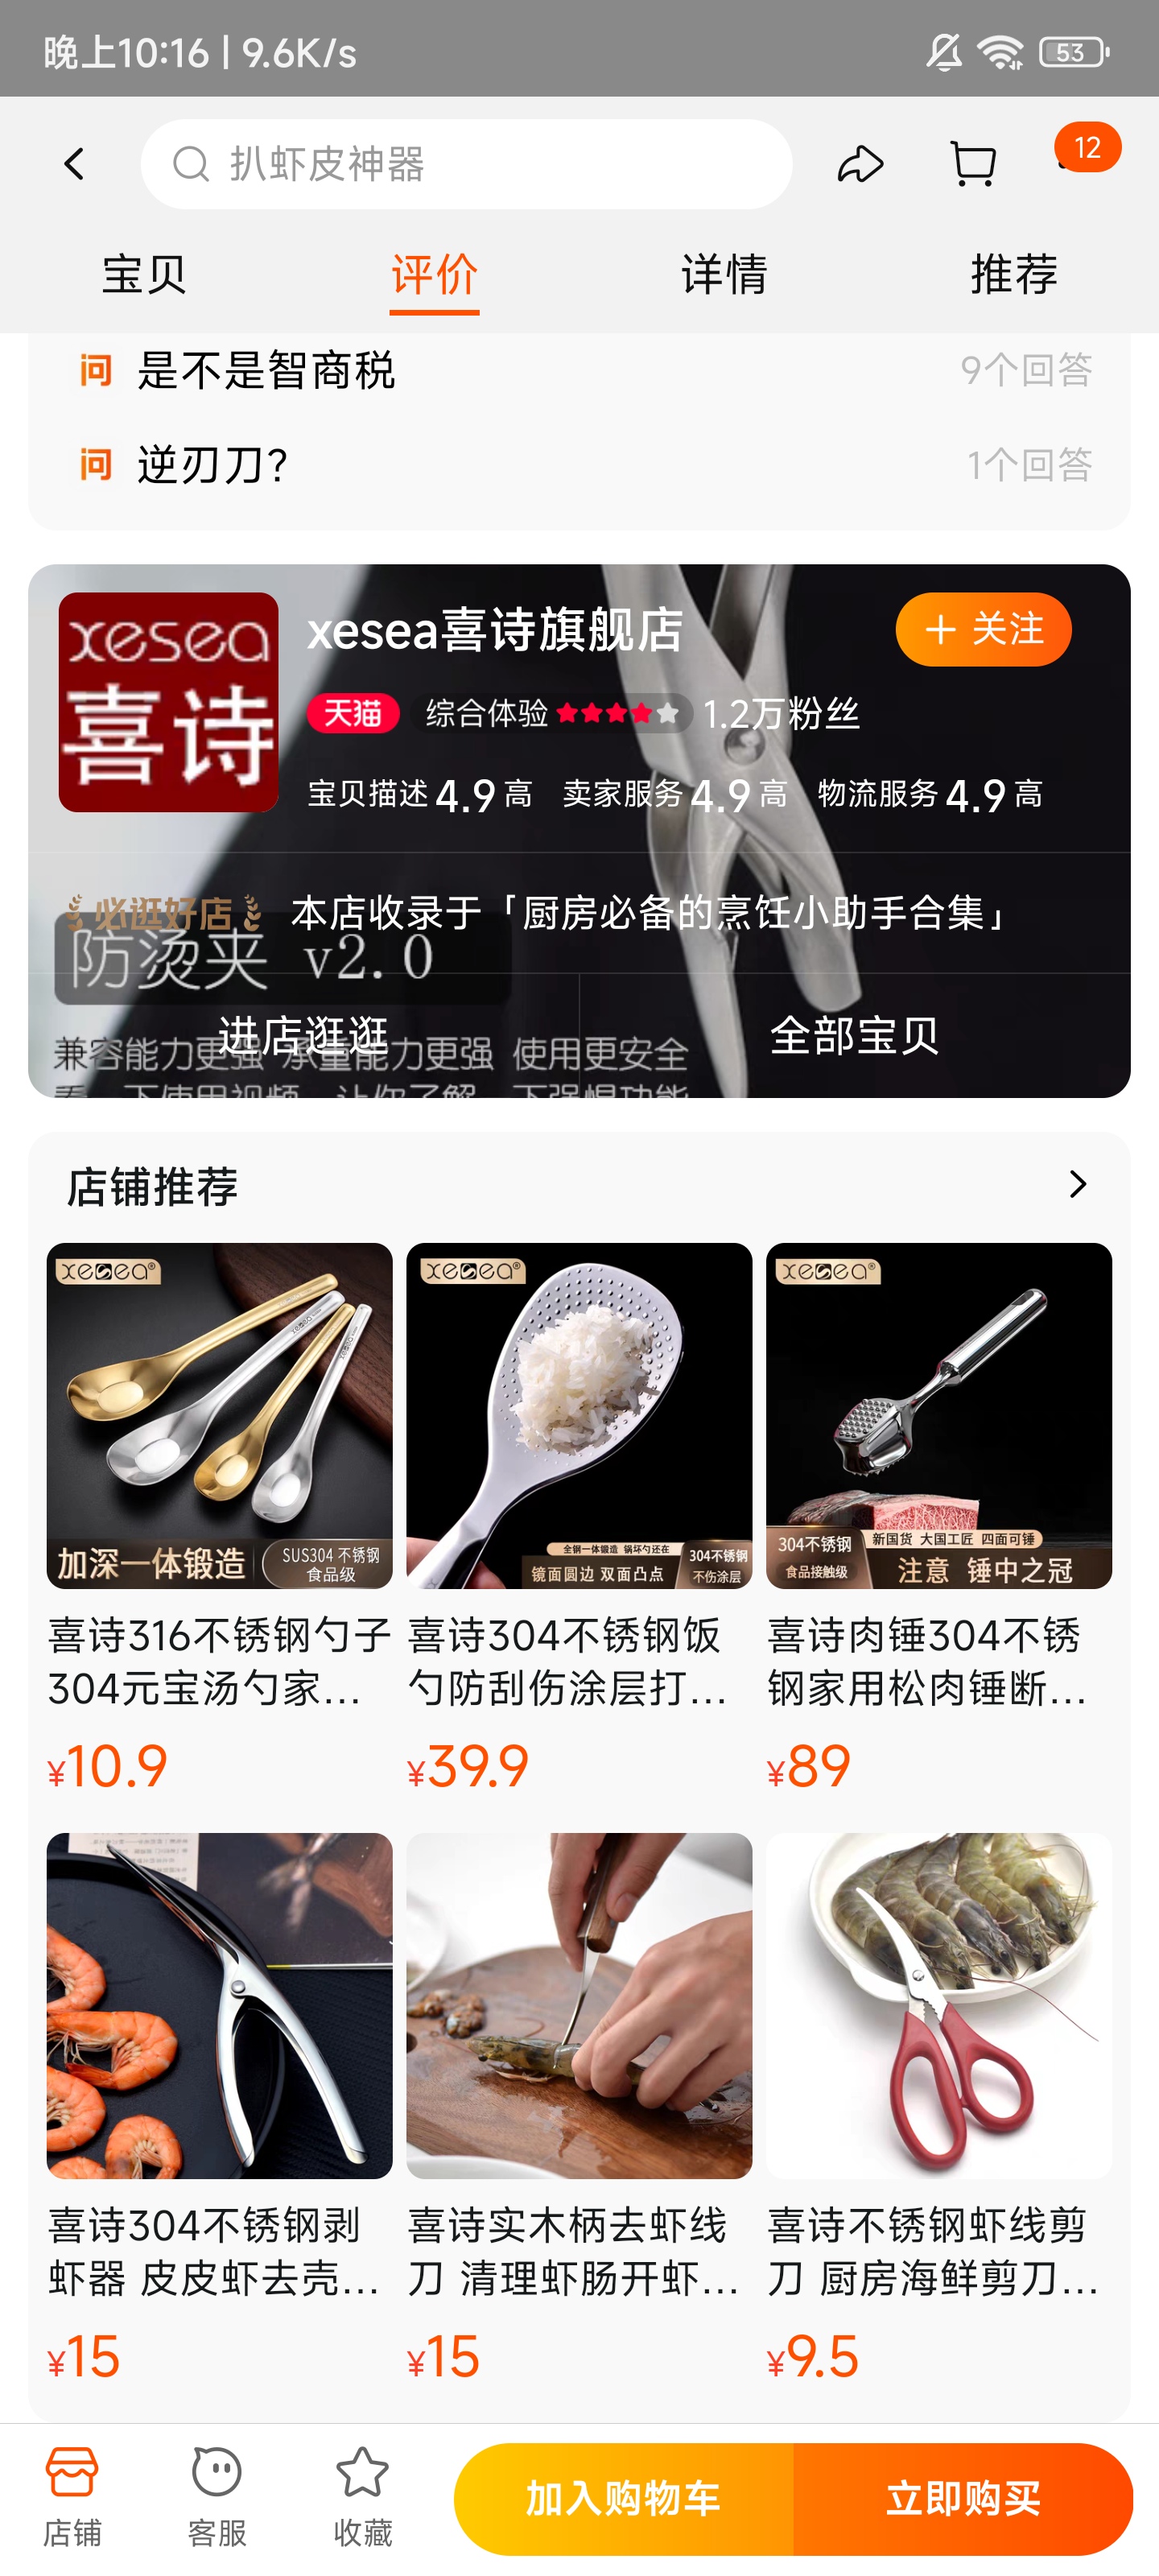 晚上10:16 | 9.6K/s
53
扒虾皮神器
12
宝贝
评价
详情
推荐
问 是不是智商税
9个回答
问 逆刃刀?
1个回答
xesea
喜诗
xesea喜诗旗舰店
关注
天猫
综合体验
1.2万粉丝
宝贝描述 4.9 高
卖家服务 4.9 高
物流服务 4.9 高
必逛好店
本店收录于「厨房必备的烹饪小助手合集」
防烫夹 v2.0
进店逛逛
全部宝贝
兼容能力更强 承重能力更强 使用更安全
店铺推荐
xesea®
加深一体锻造
SUS304 不锈钢
食品级
xesea®
全钢一体锻造 锅坏勺还在
镜面圆边 双面凸点
304不锈钢
不伤涂层
xesea®
304不锈钢
食品接触级
新国货 大国工匠 四面可锤
注意 锤中之冠
喜诗316不锈钢勺子
304元宝汤勺家...
¥10.9
喜诗304不锈钢饭
勺防刮伤涂层打...
¥39.9
喜诗肉锤304不锈
钢家用松肉锤断...
¥89
喜诗304不锈钢剥
虾器 皮皮虾去壳...
¥15
喜诗实木柄去虾线
刀 清理虾肠开虾...
¥15
喜诗不锈钢虾线剪
刀 厨房海鲜剪刀...
¥9.5
店铺
客服
收藏
加入购物车
立即购买